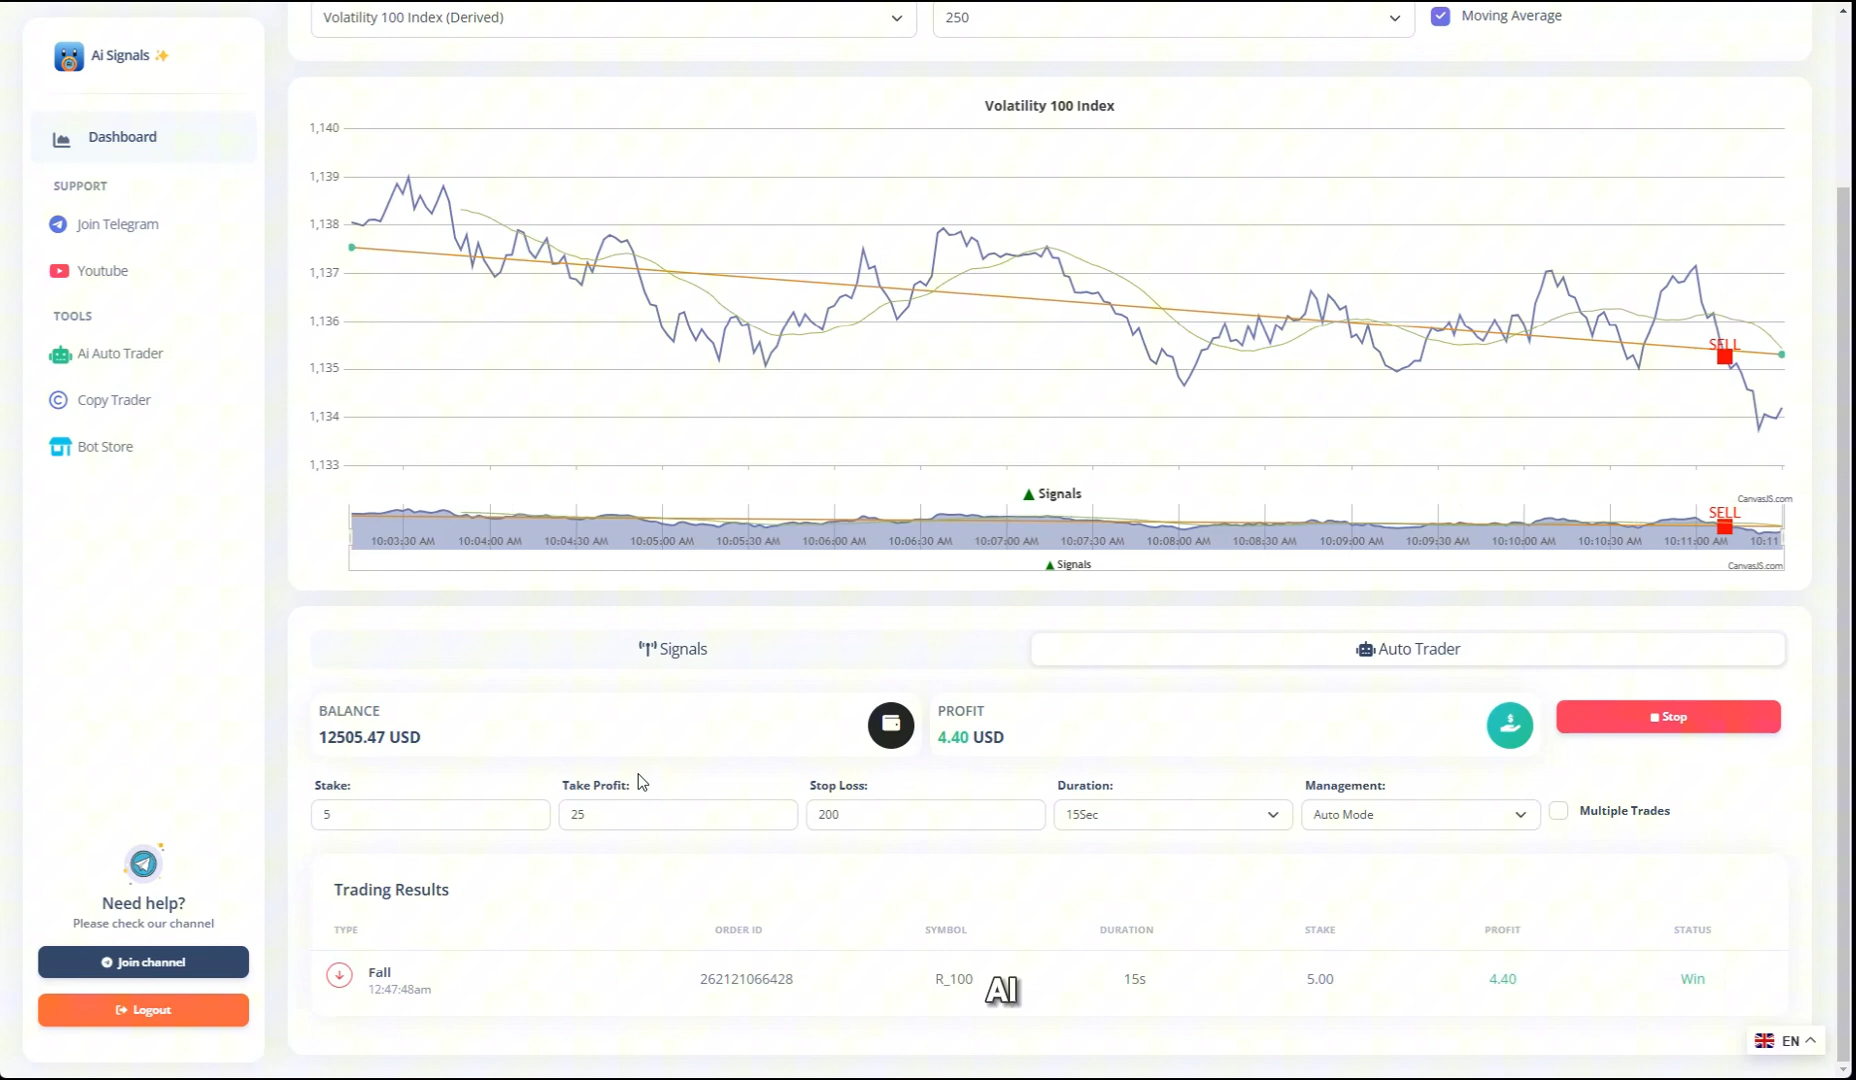 Volatility 100 Index (Derived)
250
Moving Average
Ai Signals ✨
Dashboard
SUPPORT
Join Telegram
Youtube
TOOLS
Ai Auto Trader
Copy Trader
Bot Store
Need help?
Please check our channel
Join channel
Logout
Volatility 100 Index
1,140
1,139
1,138
1,137
1,136
1,135
1,134
1,133
SELL
Signals
CanvasJS.com
SELL
10:03:30 AM 10:04:00 AM 10:04:30 AM 10:05:00 AM 10:05:30 AM 10:06:00 AM 10:06:30 AM 10:07:00 AM 10:07:30 AM 10:08:00 AM 10:08:30 AM 10:09:00 AM 10:09:30 AM 10:10:00 AM 10:10:30 AM 10:11:00 AM 10:11
Signals
CanvasJS.com
Signals
Auto Trader
BALANCE
12505.47 USD
PROFIT
4.40 USD
Stop
Stake: Take Profit: Stop Loss: Duration: Management:
5 25 200 15Sec Auto Mode Multiple Trades
Trading Results
TYPE ORDER ID SYMBOL DURATION STAKE PROFIT STATUS
Fall 262121066428 R_100 15s 5.00 4.40 Win
12:47:48am
AI
EN